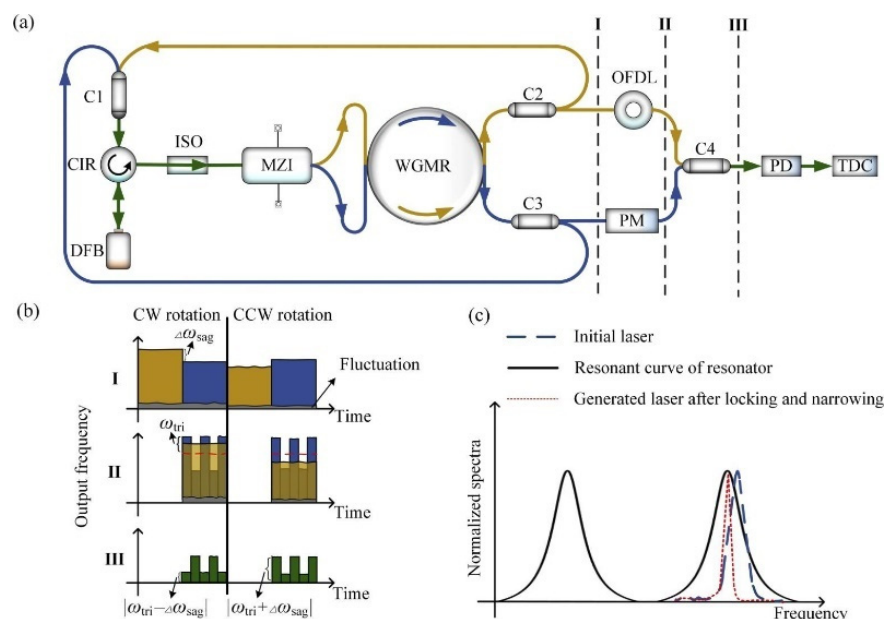 (a)
I
II
III
OFDL
C1
C2
ISO
C4
CIR
MZI
WGMR
PD
TDC
C3
DFB
PM
(b)
CW rotation
CCW rotation
(c)
Δωsag
Initial laser
Fluctuation
Resonant curve of resonator
I
Generated laser after locking and narrowing
Time
ωtri
II
Output frequency
Time
Normalized spectra
III
Time
|ωtri−Δωsag|
|ωtri+Δωsag|
Frequency